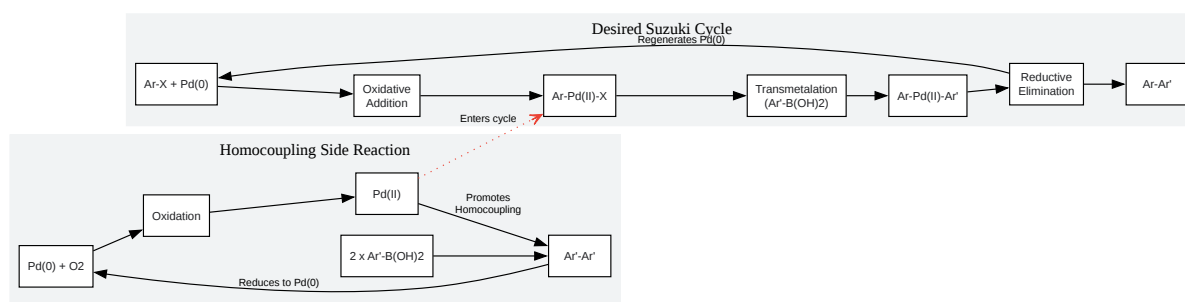 Desired Suzuki Cycle
Regenerates Pd(0)
Ar-X + Pd(0)
Oxidative
Addition
Ar-Pd(II)-X
Transmetalation
(Ar'-B(OH)2)
Ar-Pd(II)-Ar'
Reductive
Elimination
Ar-Ar'
Enters cycle
Homocoupling Side Reaction
Pd(II)
Oxidation
Promotes
Homocoupling
Pd(0) + O2
2 x Ar'-B(OH)2
Ar'-Ar'
Reduces to Pd(0)